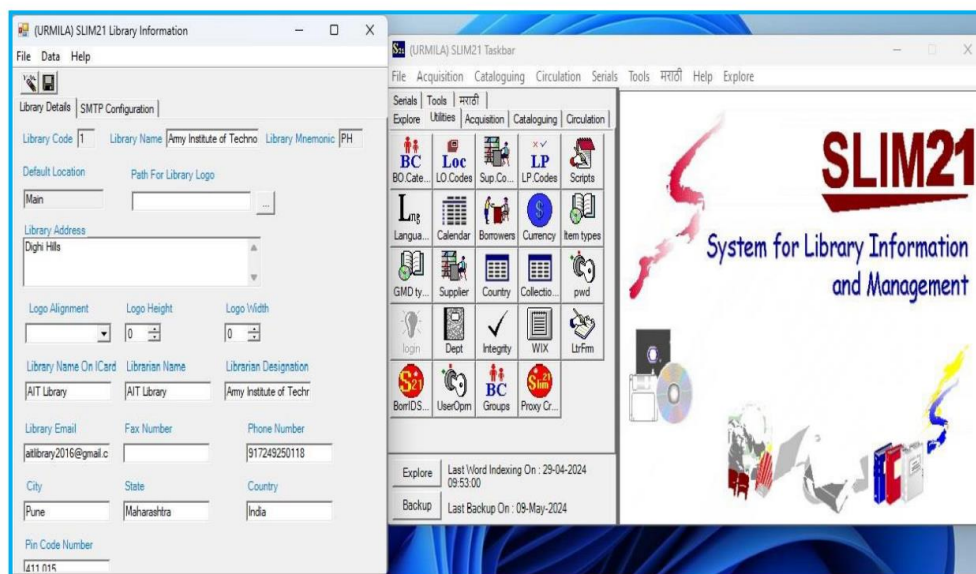 (URMILA) SLIM21 Library Information
File Data Help
Library Details SMTP Configuration
Library Code 1 Library Name Army Institute of Techno Library Mnemonic PH
Default Location Path For Library Logo
Main ...
Library Address
Dighi Hills
Logo Alignment Logo Height Logo Width
0 0
Library Name On ICard Librarian Name Librarian Designation
AIT Library AIT Library Army Institute of Techr
Library Email Fax Number Phone Number
aitlibrary2016@gmail.c 917249250118
City State Country
Pune Maharashtra India
Pin Code Number
411 015
S21 (URMILA) SLIM21 Taskbar
File Acquisition Cataloguing Circulation Serials Tools मराठी Help Explore
Serials Tools मराठी
Explore Utilities Acquisition Cataloguing Circulation
BC Loc LP
BO.Cate... LO.Codes Sup.Co... LP.Codes Scripts
Lng $
Langua... Calendar Borrowers Currency Item types
GMD ty... Supplier Country Collectio... pwd
login Dept Integrity WIX LtrFrm
S21 BC Slim21
BorrIDS... UserOpm Groups Proxy Cr...
Explore Last Word Indexing On : 29-04-2024
09:53:00
Backup Last Backup On : 09-May-2024
SLIM21
System for Library Information
and Management